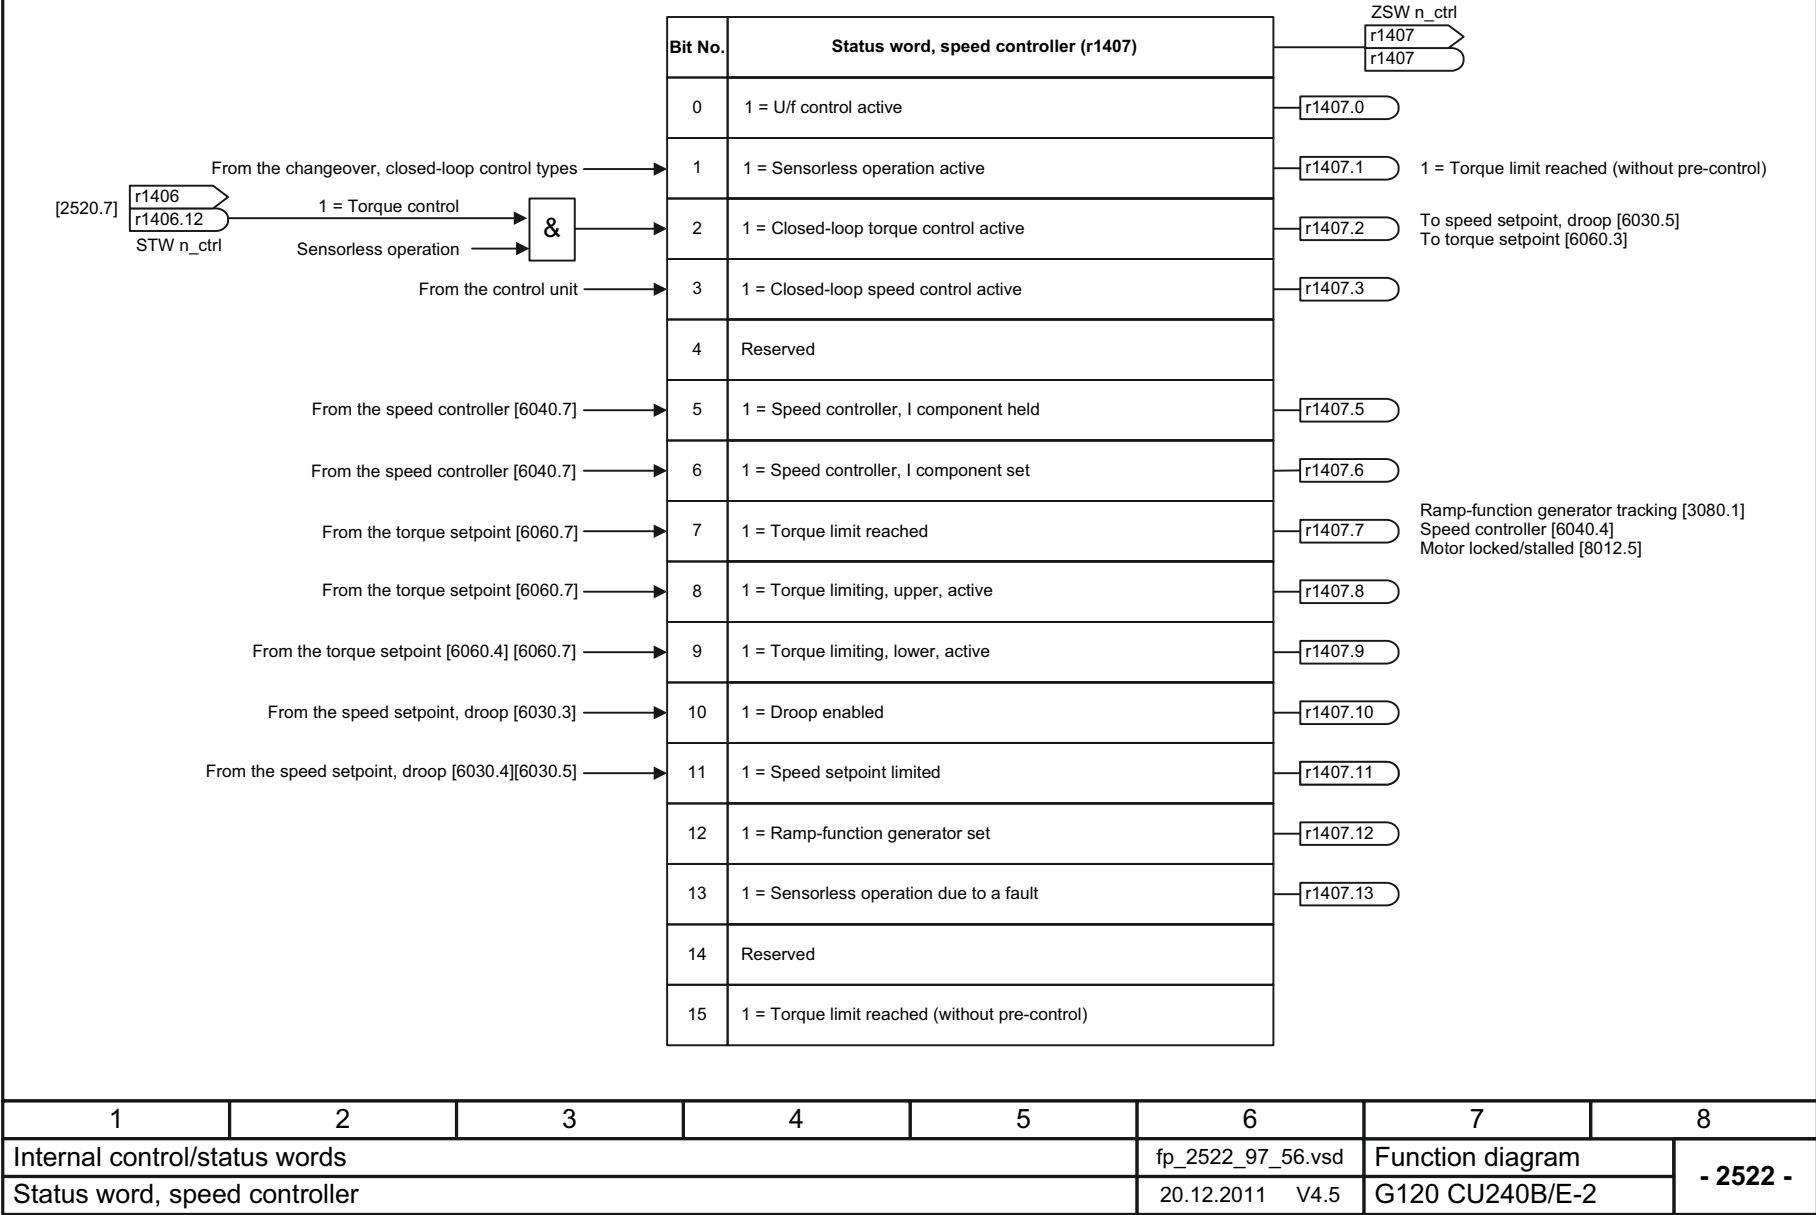 ZSW n_ctrl
r1407
r1407
Bit No. Status word, speed controller (r1407)
0 1 = U/f control active r1407.0
From the changeover, closed-loop control types 1 1 = Sensorless operation active r1407.1 1 = Torque limit reached (without pre-control)
[2520.7] r1406
r1406.12
STW n_ctrl
1 = Torque control
Sensorless operation
&
2 1 = Closed-loop torque control active r1407.2 To speed setpoint, droop [6030.5]
To torque setpoint [6060.3]
From the control unit 3 1 = Closed-loop speed control active r1407.3
4 Reserved
From the speed controller [6040.7] 5 1 = Speed controller, I component held r1407.5
From the speed controller [6040.7] 6 1 = Speed controller, I component set r1407.6
From the torque setpoint [6060.7] 7 1 = Torque limit reached r1407.7 Ramp-function generator tracking [3080.1]
Speed controller [6040.4]
Motor locked/stalled [8012.5]
From the torque setpoint [6060.7] 8 1 = Torque limiting, upper, active r1407.8
From the torque setpoint [6060.4] [6060.7] 9 1 = Torque limiting, lower, active r1407.9
From the speed setpoint, droop [6030.3] 10 1 = Droop enabled r1407.10
From the speed setpoint, droop [6030.4][6030.5] 11 1 = Speed setpoint limited r1407.11
12 1 = Ramp-function generator set r1407.12
13 1 = Sensorless operation due to a fault r1407.13
14 Reserved
15 1 = Torque limit reached (without pre-control)
1 2 3 4 5 6 7 8
Internal control/status words fp_2522_97_56.vsd Function diagram - 2522 -
Status word, speed controller 20.12.2011 V4.5 G120 CU240B/E-2